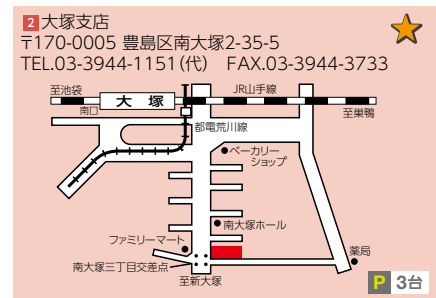 2 大塚支店
〒170-0005 豊島区南大塚2-35-5
TEL.03-3944-1151(代) FAX.03-3944-3733
至池袋
JR山手線
大塚
南口
至巣鴨
都電荒川線
ベーカリー
ショップ
南大塚ホール
ファミリーマート
薬局
南大塚三丁目交差点
至新大塚
P 3台